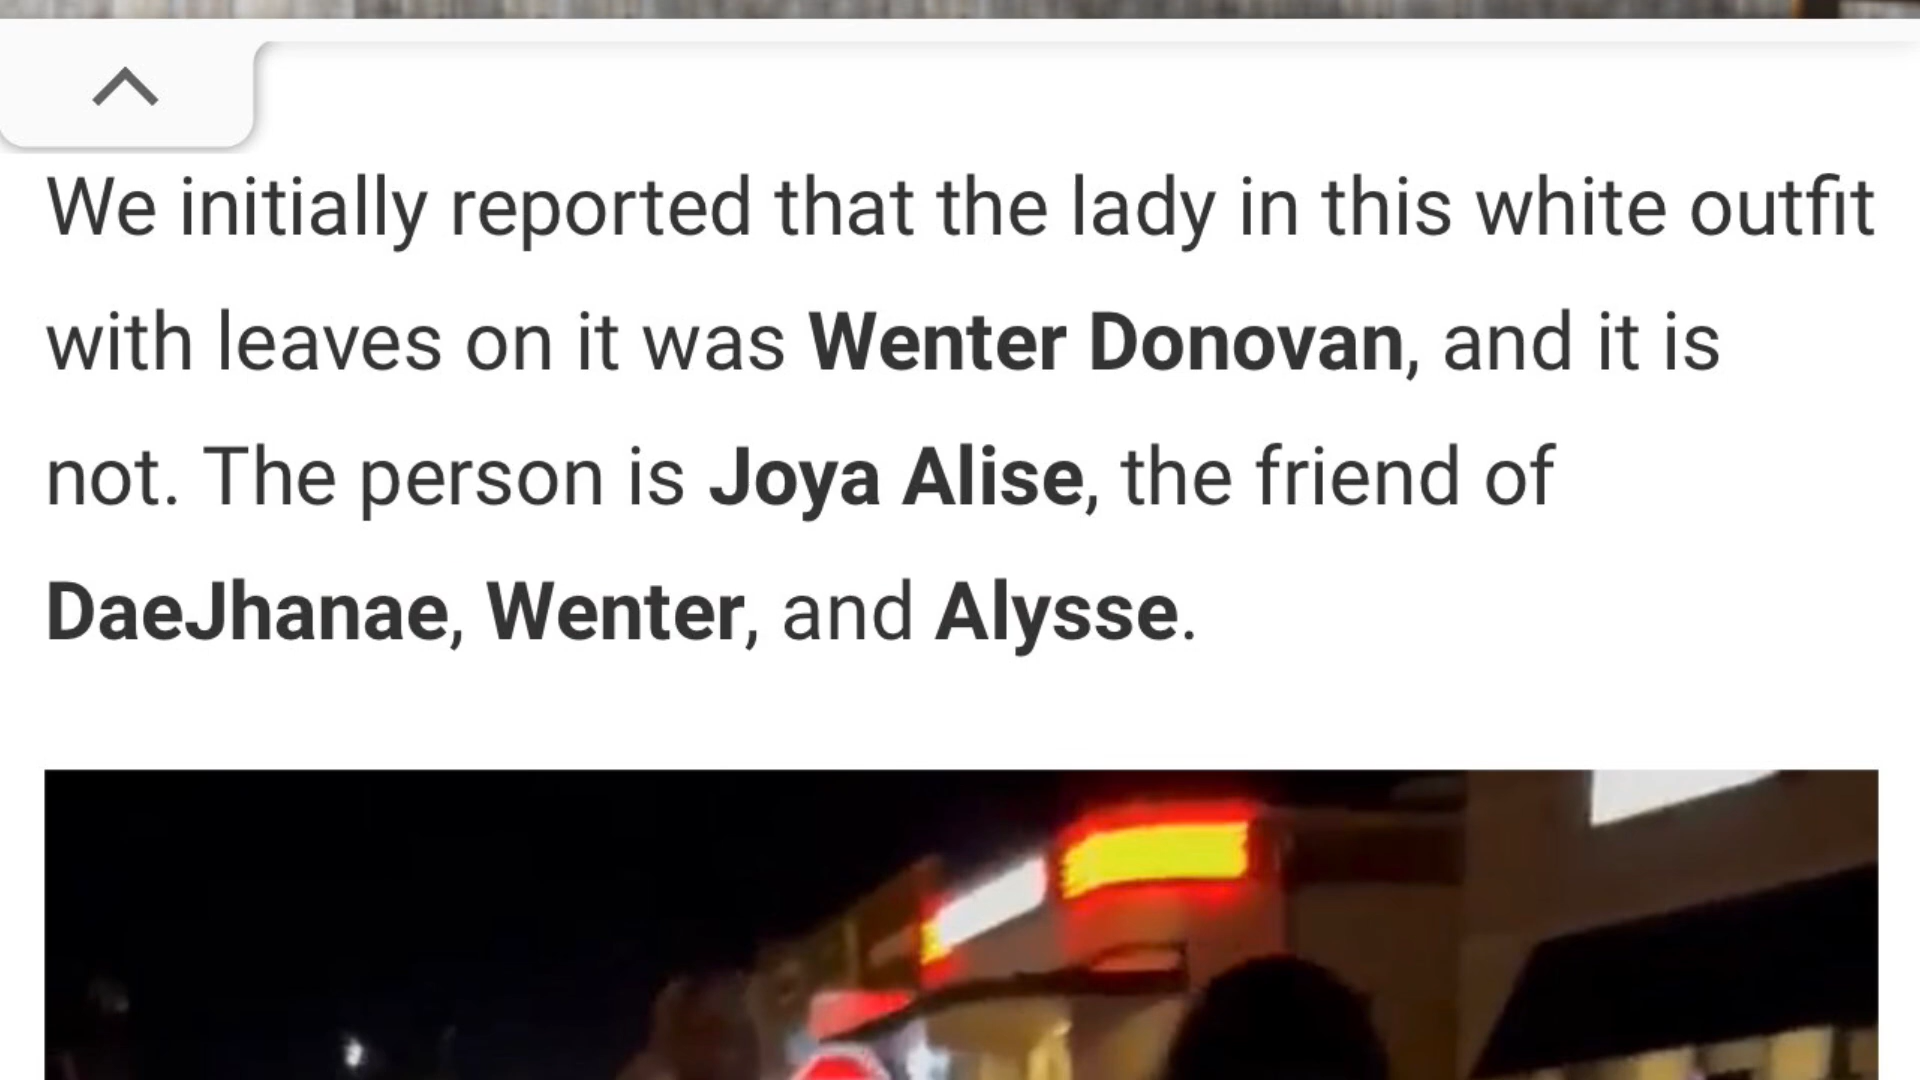 We initially reported that the lady in this white outfit
with leaves on it was Wenter Donovan, and it is
not. The person is Joya Alise, the friend of
DaeJhanae, Wenter, and Alysse.